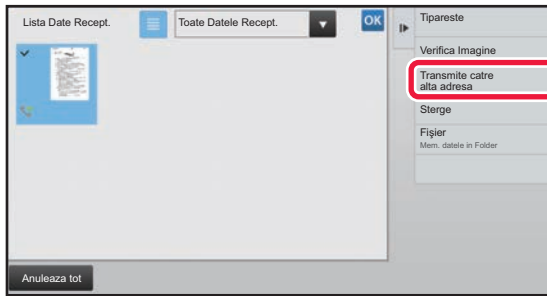 Lista Date Recept.
Toate Datele Recept.
OK
Tipareste
Verifica Imagine
Transmite catre
alta adresa
Sterge
Fișier
Mem. datele in Folder
Anuleaza tot